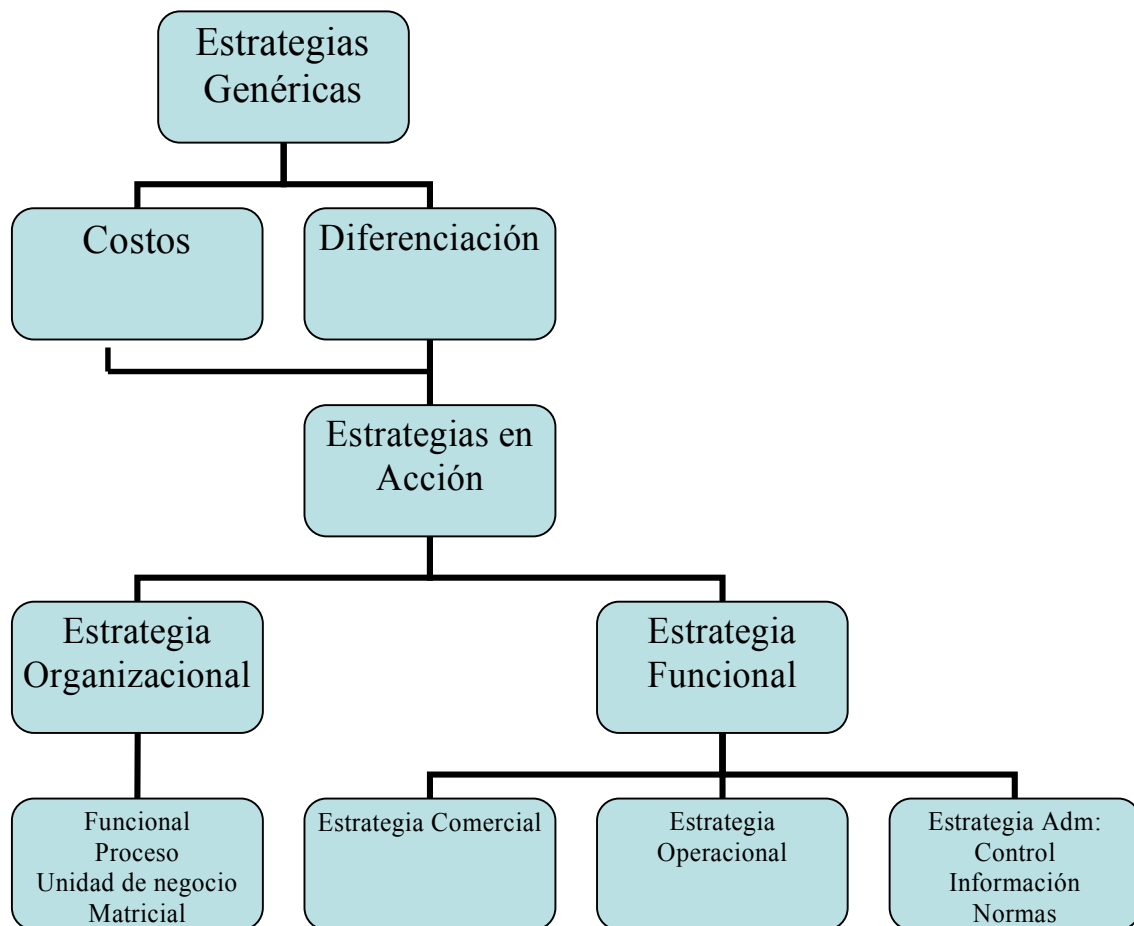 Estrategias
Genéricas
Costos
Diferenciación
Estrategias en
Acción
Estrategia
Organizacional
Estrategia
Funcional
Funcional
Proceso
Unidad de negocio
Matricial
Estrategia Comercial
Estrategia
Operacional
Estrategia Adm:
Control
Información
Normas